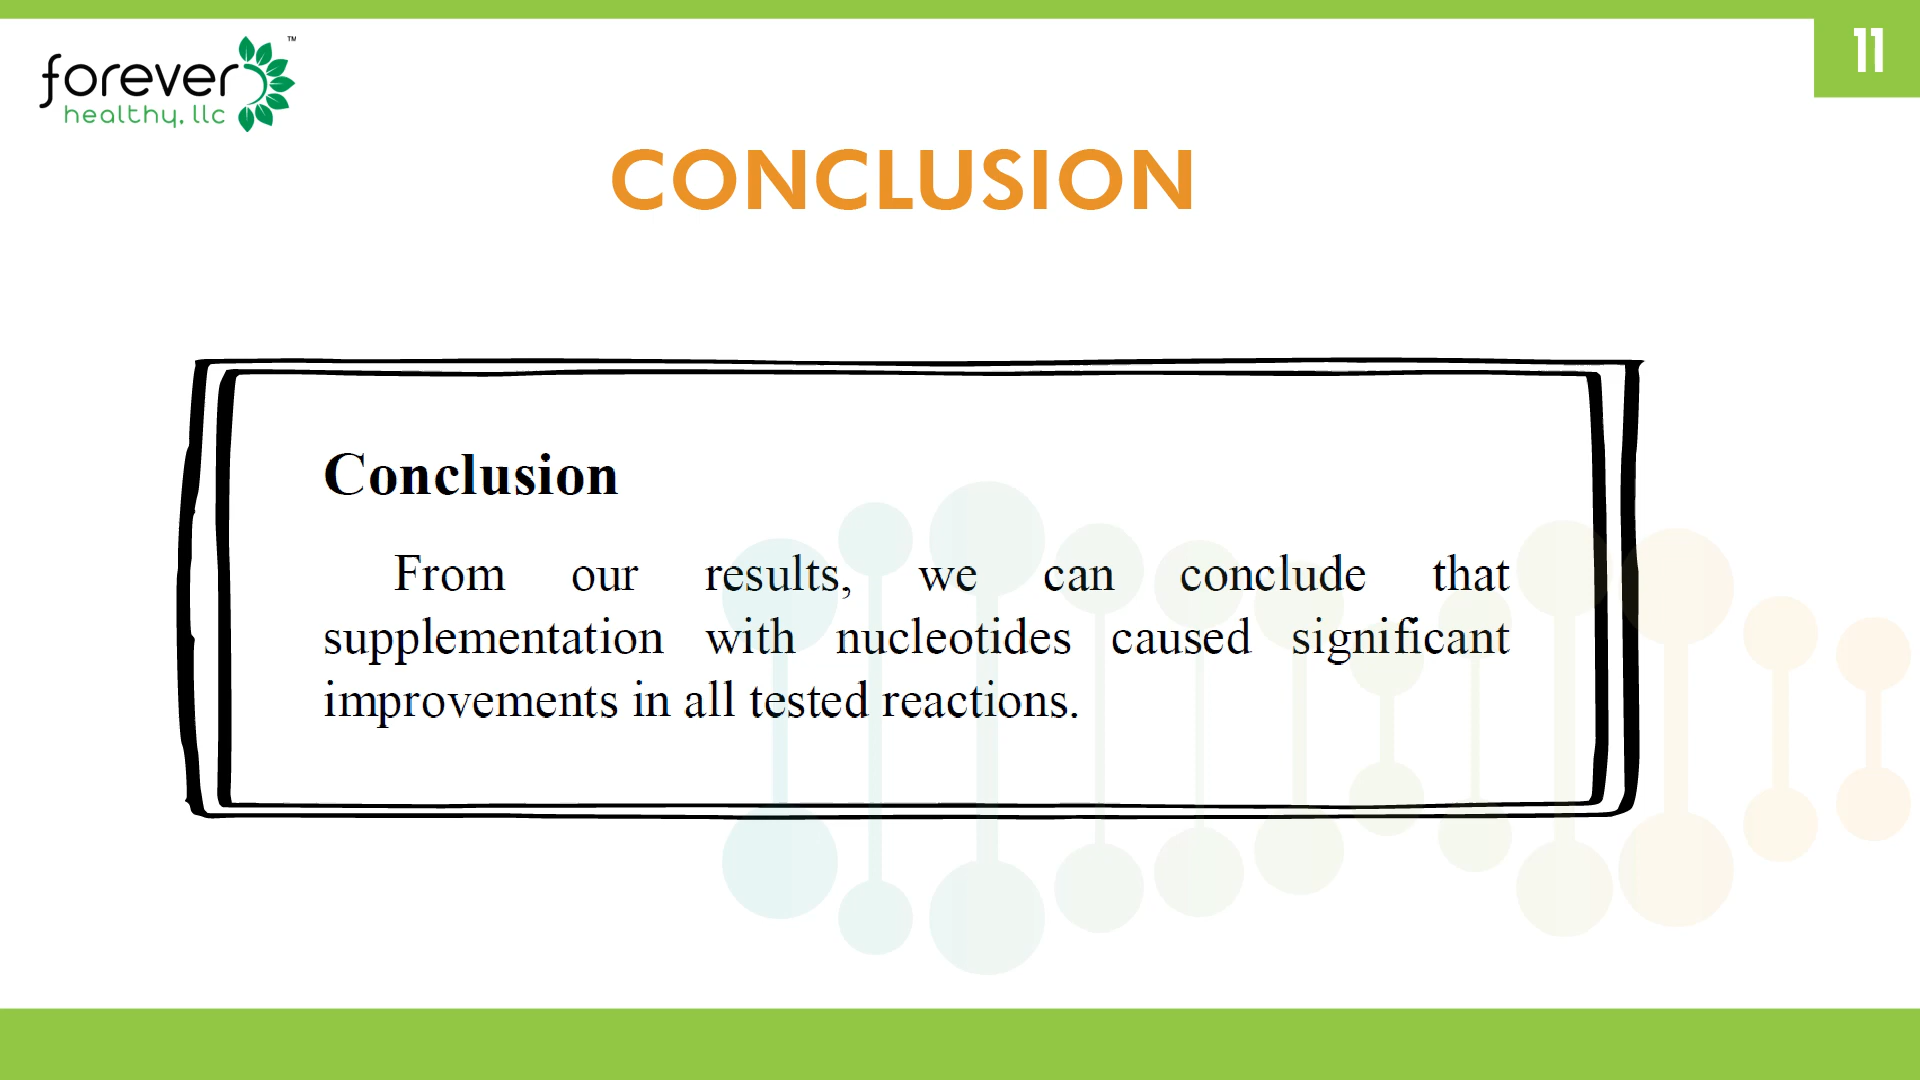 forever
™
healthy, llc
11
CONCLUSION
Conclusion
From our results, we can conclude that
supplementation with nucleotides caused significant
improvements in all tested reactions.